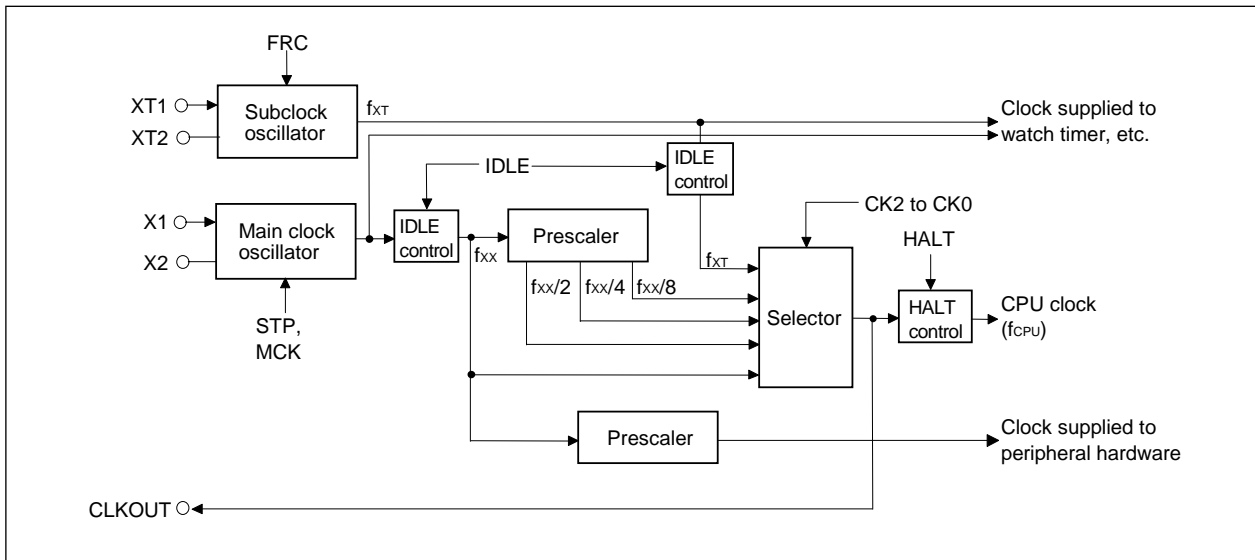 FRC
XT1
XT2
Subclock
oscillator
fXT
Clock supplied to
watch timer, etc.
IDLE
IDLE
control
X1
X2
Main clock
oscillator
IDLE
control
fXX
Prescaler
CK2 to CK0
HALT
fXT
fXX/2
fXX/4
fXX/8
Selector
HALT
control
CPU clock
(fCPU)
STP,
MCK
Prescaler
Clock supplied to
peripheral hardware
CLKOUT